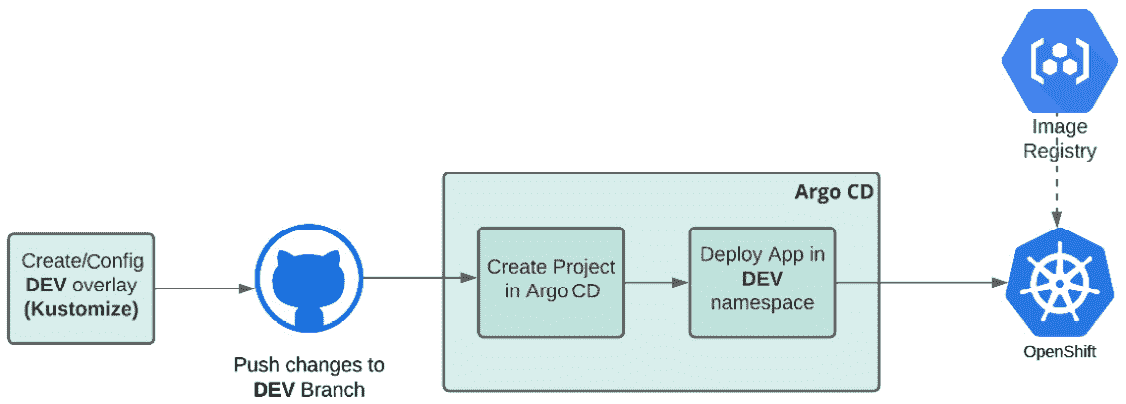 Create/Config
DEV overlay
(Kustomize)
Push changes to
DEV Branch
Argo CD
Create Project
in Argo CD
Deploy App in
DEV
namespace
Image
Registry
OpenShift